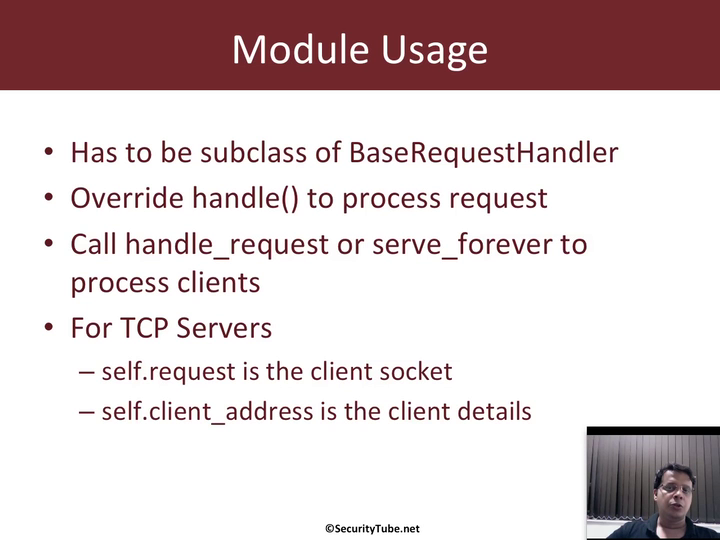 Module Usage
• Has to be subclass of BaseRequestHandler
• Override handle() to process request
• Call handle_request or serve_forever to
process clients
• For TCP Servers
– self.request is the client socket
– self.client_address is the client details
©SecurityTube.net